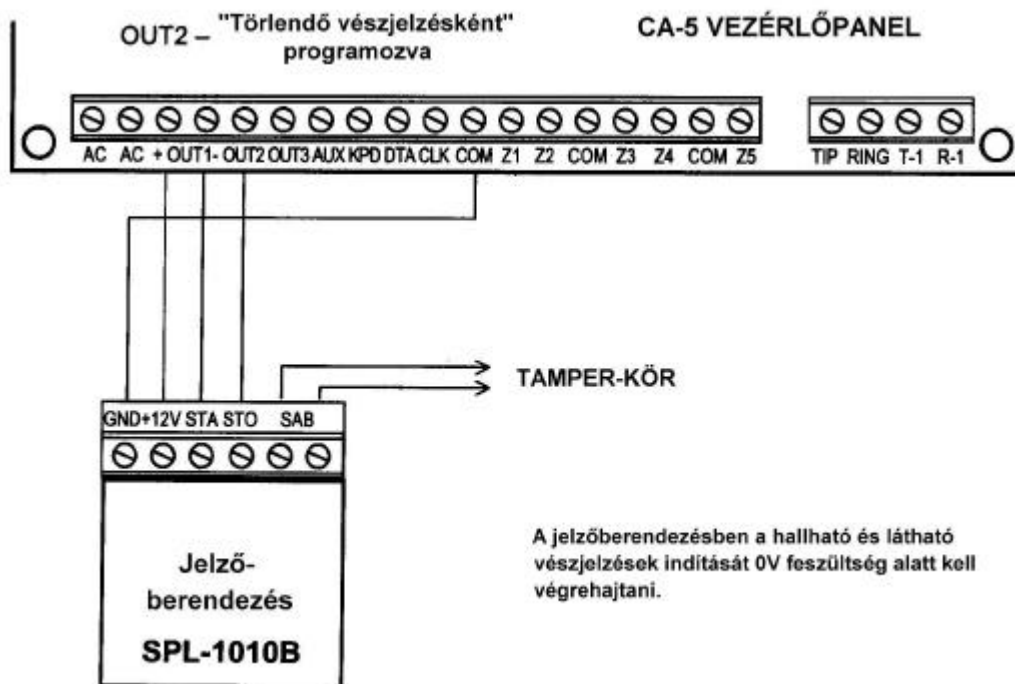 OUT2 – "Törlendő vészjelzésként"
programozva
CA-5 VEZÉRLŐPANEL
AC AC + OUT1- OUT2 OUT3 AUX KPD DTA CLK COM Z1 Z2 COM Z3 Z4 COM Z5
TIP RING T-1 R-1
TAMPER-KÖR
GND +12V STA STO SAB
Jelző-
berendezés
SPL-1010B
A jelzőberendezésben a hallható és látható
vészjelzések indítását 0V feszültség alatt kell
végrehajtani.